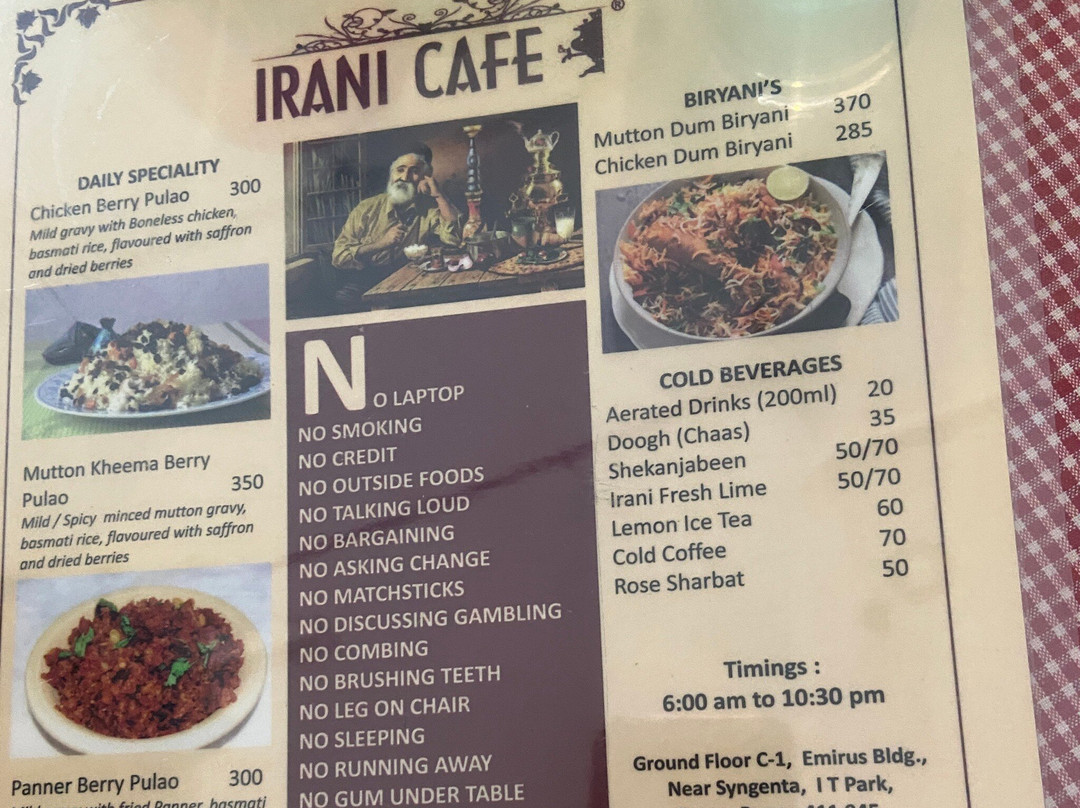 IRANI CAFE ®
DAILY SPECIALITY
Chicken Berry Pulao 300
Mild gravy with Boneless chicken,
basmati rice, flavoured with saffron
and dried berries
Mutton Kheema Berry
Pulao 350
Mild / Spicy minced mutton gravy,
basmati rice, flavoured with saffron
and dried berries
Panner Berry Pulao 300
with fried Panner, basmati
NO LAPTOP
NO SMOKING
NO CREDIT
NO OUTSIDE FOODS
NO TALKING LOUD
NO BARGAINING
NO ASKING CHANGE
NO MATCHSTICKS
NO DISCUSSING GAMBLING
NO COMBING
NO BRUSHING TEETH
NO LEG ON CHAIR
NO SLEEPING
NO RUNNING AWAY
NO GUM UNDER TABLE
BIRYANI'S
Mutton Dum Biryani 370
Chicken Dum Biryani 285
COLD BEVERAGES
Aerated Drinks (200ml) 20
Doogh (Chaas) 35
Shekanjabeen 50/70
Irani Fresh Lime 50/70
Lemon Ice Tea 60
Cold Coffee 70
Rose Sharbat 50
Timings :
6:00 am to 10:30 pm
Ground Floor C-1, Emirus Bldg.,
Near Syngenta, I T Park,